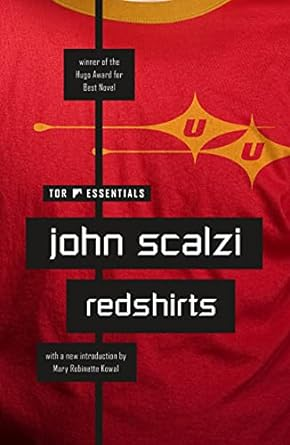 winner of the
Hugo Award for
Best Novel
U U
TOR ESSENTIALS
john scalzi
redshirts
with a new introduction by
Mary Robinette Kowal